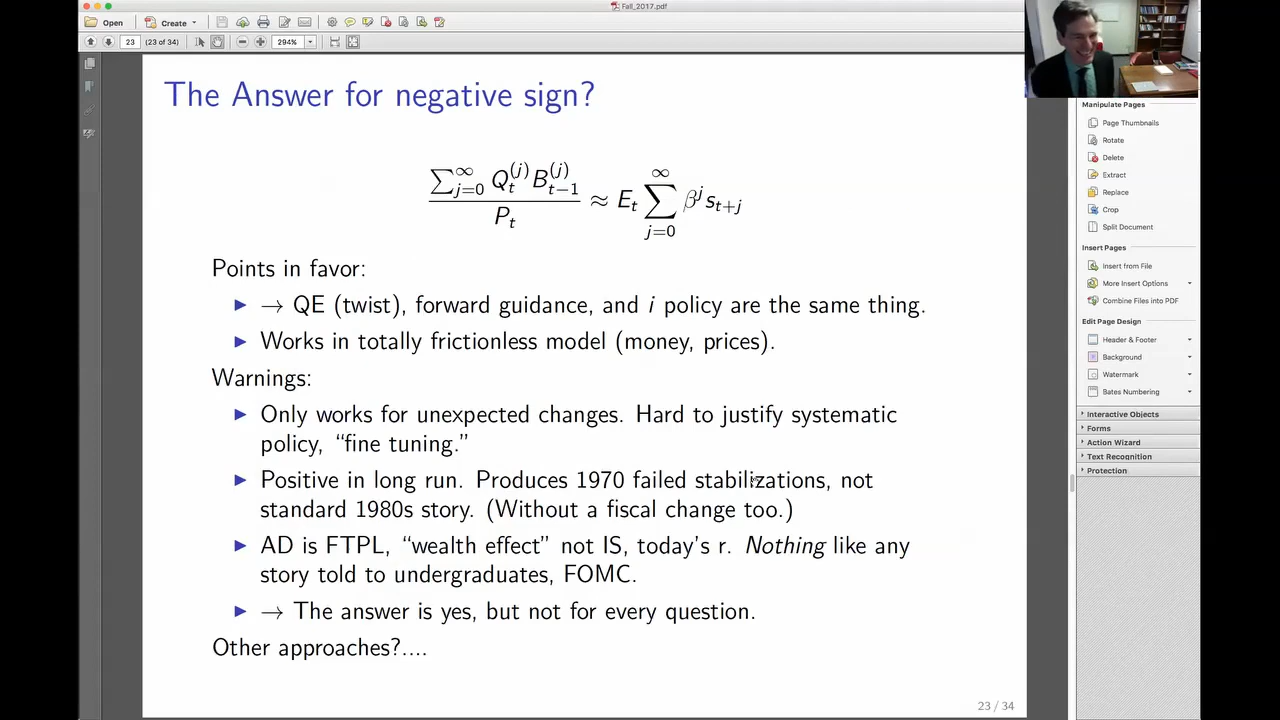 Fall_2017.pdf
Open Create
23 (23 of 34) 294%
The Answer for negative sign?
\frac{\sum_{j=0}^{\infty} Q_t^{(j)} B_{t-1}^{(j)}}{P_t} ≈ E_t \sum_{j=0}^{\infty} β^j s_{t+j}
Points in favor:
→ QE (twist), forward guidance, and i policy are the same thing.
Works in totally frictionless model (money, prices).
Warnings:
Only works for unexpected changes. Hard to justify systematic
policy, “fine tuning.”
Positive in long run. Produces 1970 failed stabilizations, not
standard 1980s story. (Without a fiscal change too.)
AD is FTPL, “wealth effect” not IS, today's r. Nothing like any
story told to undergraduates, FOMC.
→ The answer is yes, but not for every question.
Other approaches?....
23 / 34
Manipulate Pages
Page Thumbnails
Rotate
Delete
Extract
Replace
Crop
Split Document
Insert Pages
Insert from File
More Insert Options
Combine Files into PDF
Edit Page Design
Header & Footer
Background
Watermark
Bates Numbering
Interactive Objects
Forms
Action Wizard
Text Recognition
Protection